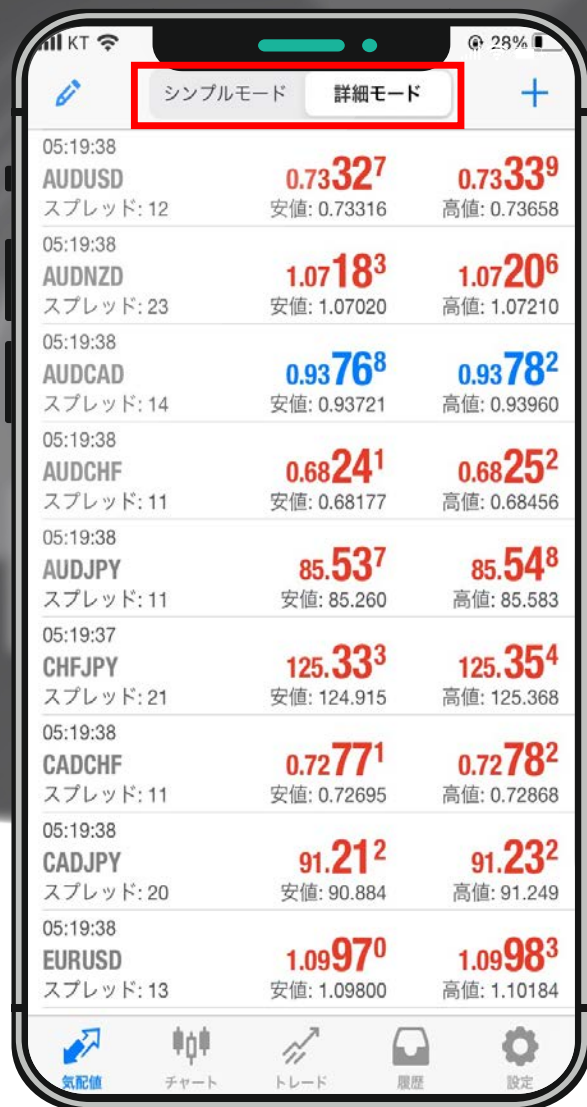 KT 28%
シンプルモード 詳細モード
05:19:38
AUDUSD 0.73327 0.73339
スプレッド: 12 安値: 0.73316 高値: 0.73658
05:19:38
AUDNZD 1.07183 1.07206
スプレッド: 23 安値: 1.07020 高値: 1.07210
05:19:38
AUDCAD 0.93768 0.93782
スプレッド: 14 安値: 0.93721 高値: 0.93960
05:19:38
AUDCHF 0.68241 0.68252
スプレッド: 11 安値: 0.68177 高値: 0.68456
05:19:38
AUDJPY 85.537 85.548
スプレッド: 11 安値: 85.260 高値: 85.583
05:19:37
CHFJPY 125.333 125.354
スプレッド: 21 安値: 124.915 高値: 125.368
05:19:38
CADCHF 0.72771 0.72782
スプレッド: 11 安値: 0.72695 高値: 0.72868
05:19:38
CADJPY 91.212 91.232
スプレッド: 20 安値: 90.884 高値: 91.249
05:19:38
EURUSD 1.09970 1.09983
スプレッド: 13 安値: 1.09800 高値: 1.10184
気配値 チャート トレード 履歴 設定